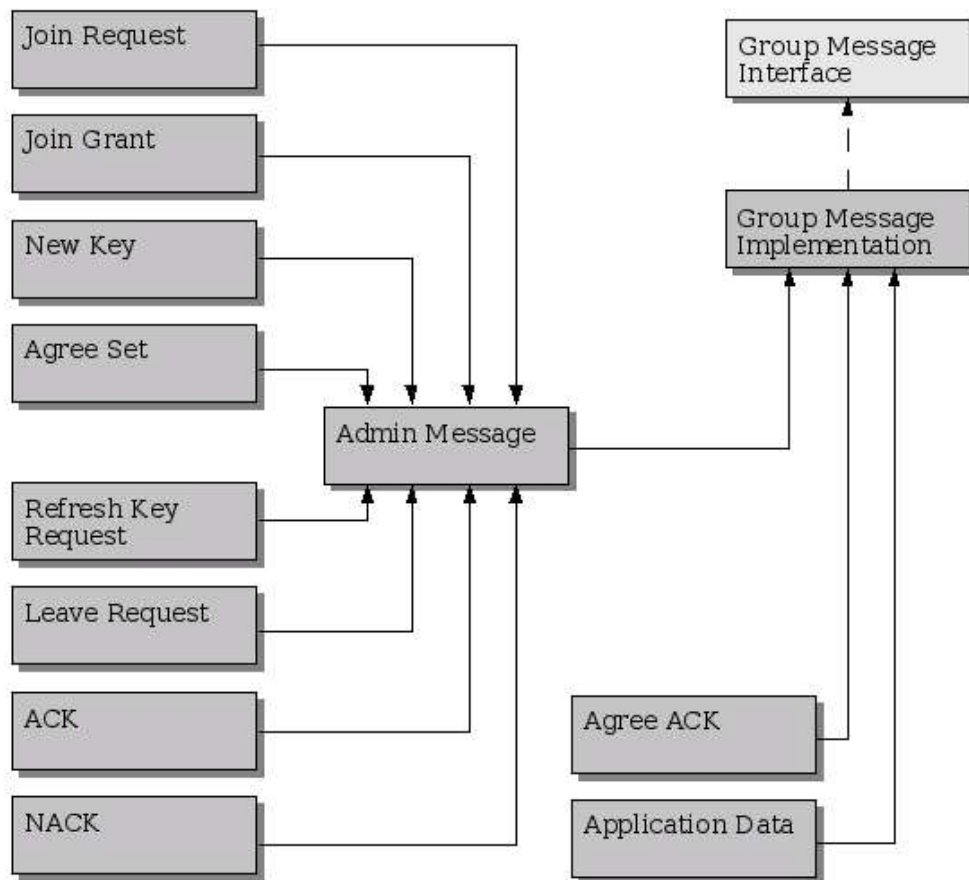 Join Request
Join Grant
New Key
Agree Set
Refresh Key
Request
Leave Request
ACK
NACK
Admin Message
Group Message
Interface
Group Message
Implementation
Agree ACK
Application Data